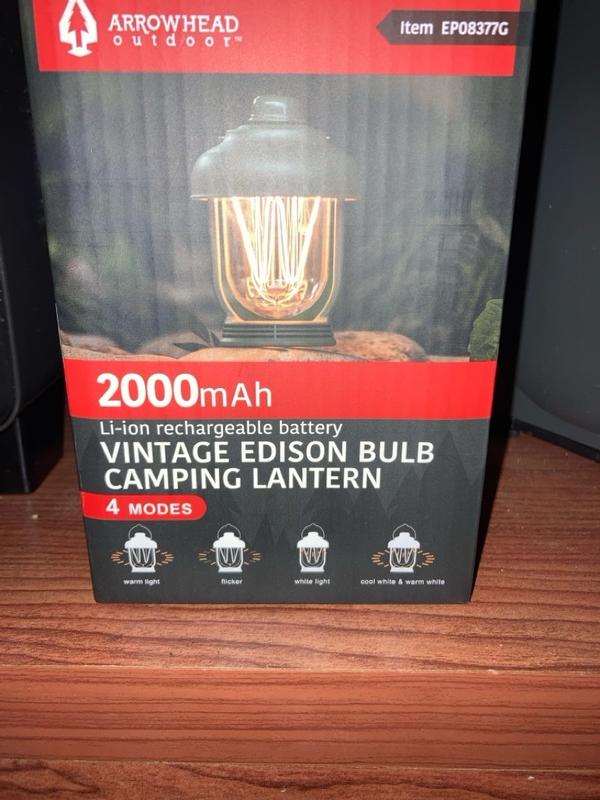 ARROWHEAD
outdoor™
Item EP08377G
2000mAh
Li-ion rechargeable battery
VINTAGE EDISON BULB
CAMPING LANTERN
4 MODES
warm light flicker white light cool white & warm white